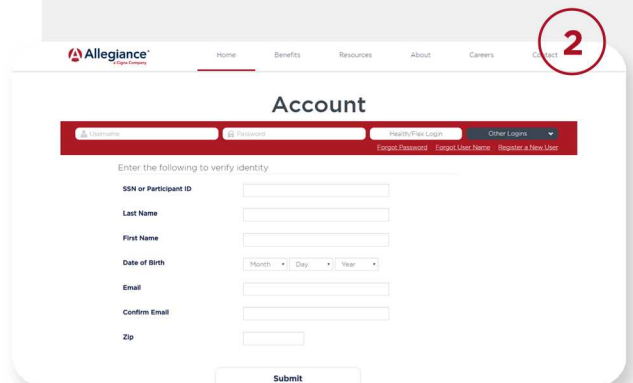 2
Allegiance
a Cigna Company
Home Benefits Resources About Careers Contact
Account
Username Password Health/Flex Login Other Logins
Forgot Password Forgot User Name Register a New User
Enter the following to verify identity
SSN or Participant ID
Last Name
First Name
Date of Birth Month Day Year
Email
Confirm Email
Zip
Submit